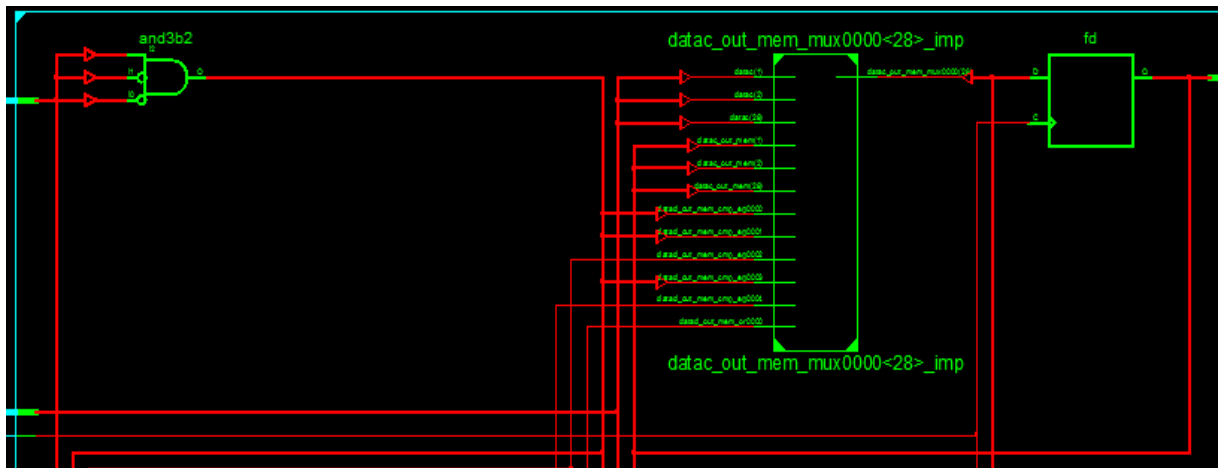 and3b2
I2
I1
I0
O
datac_out_mem_mux0000<28>_imp
datac(1)
datac(2)
datac(28)
datac_out_mem(1)
datac_out_mem(2)
datac_out_mem(28)
datad_out_mem_cmp_eq0000
datad_out_mem_cmp_eq0001
datad_out_mem_cmp_eq0002
datad_out_mem_cmp_eq0003
datad_out_mem_cmp_eq0004
datad_out_mem_or0000
datac_out_mem_mux0000(28)
datac_out_mem_mux0000<28>_imp
fd
D
C
Q